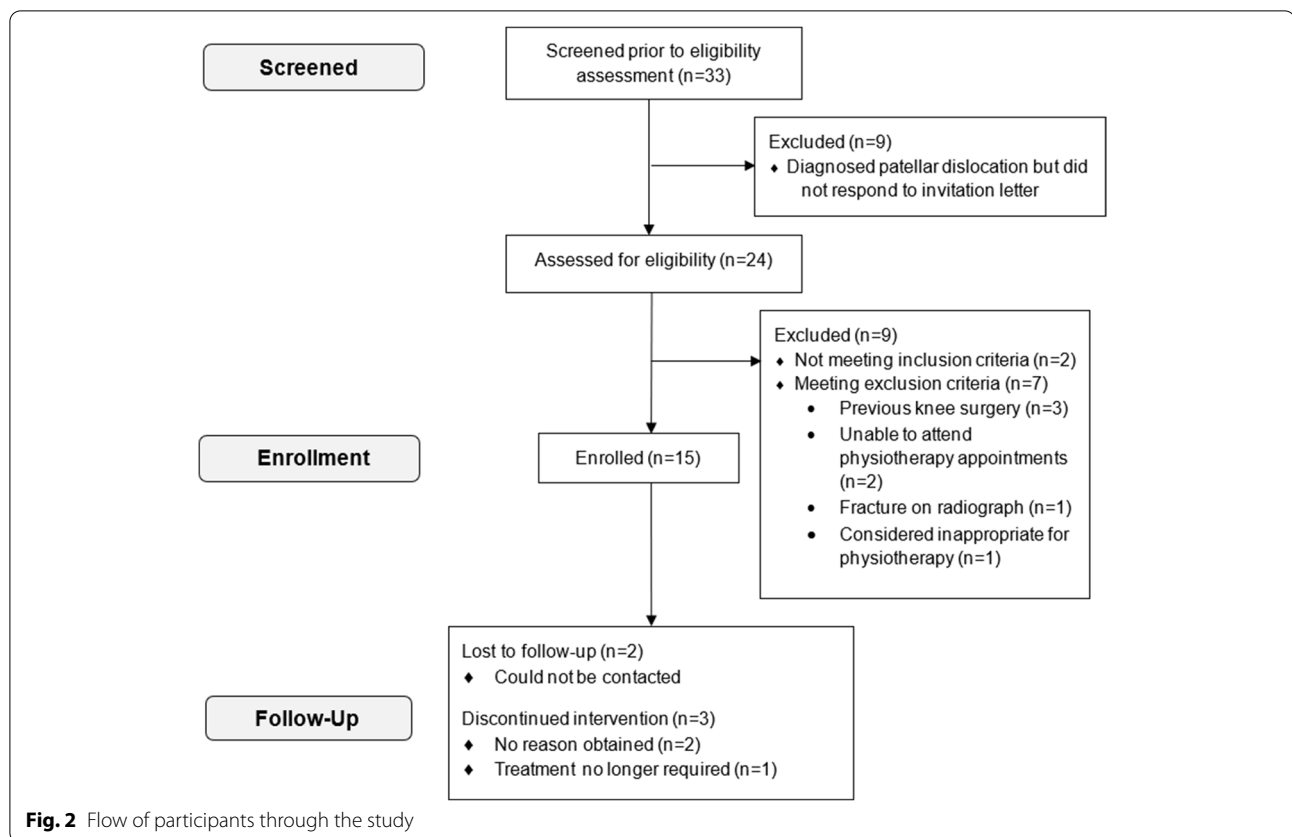 Screened
Screened prior to eligibility
assessment (n=33)
Excluded (n=9)
♦ Diagnosed patellar dislocation but did
not respond to invitation letter
Assessed for eligibility (n=24)
Excluded (n=9)
♦ Not meeting inclusion criteria (n=2)
♦ Meeting exclusion criteria (n=7)
• Previous knee surgery (n=3)
• Unable to attend
physiotherapy appointments
(n=2)
• Fracture on radiograph (n=1)
• Considered inappropriate for
physiotherapy (n=1)
Enrollment
Enrolled (n=15)
Lost to follow-up (n=2)
♦ Could not be contacted
Follow-Up
Discontinued intervention (n=3)
♦ No reason obtained (n=2)
♦ Treatment no longer required (n=1)
Fig. 2 Flow of participants through the study